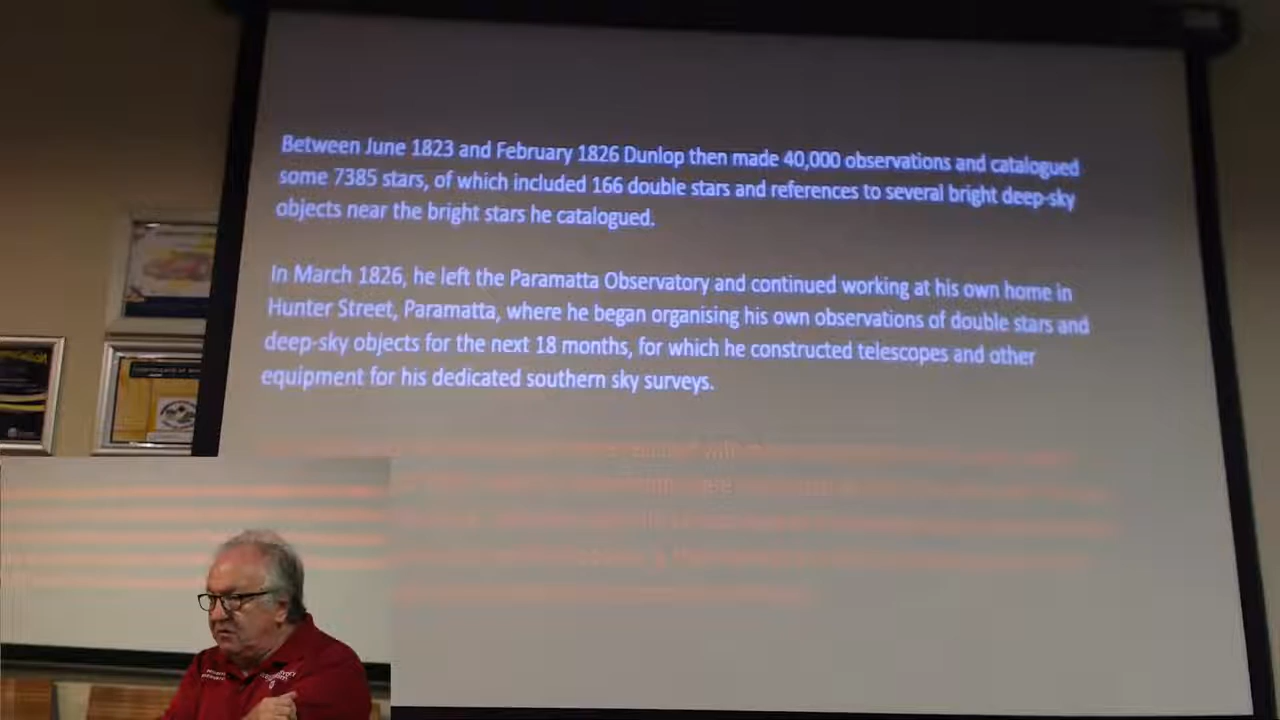 Between June 1823 and February 1826 Dunlop then made 40,000 observations and catalogued
some 7385 stars, of which included 166 double stars and references to several bright deep-sky
objects near the bright stars he catalogued.
In March 1826, he left the Paramatta Observatory and continued working at his own home in
Hunter Street, Paramatta, where he began organising his own observations of double stars and
deep-sky objects for the next 18 months, for which he constructed telescopes and other
equipment for his dedicated southern sky surveys.